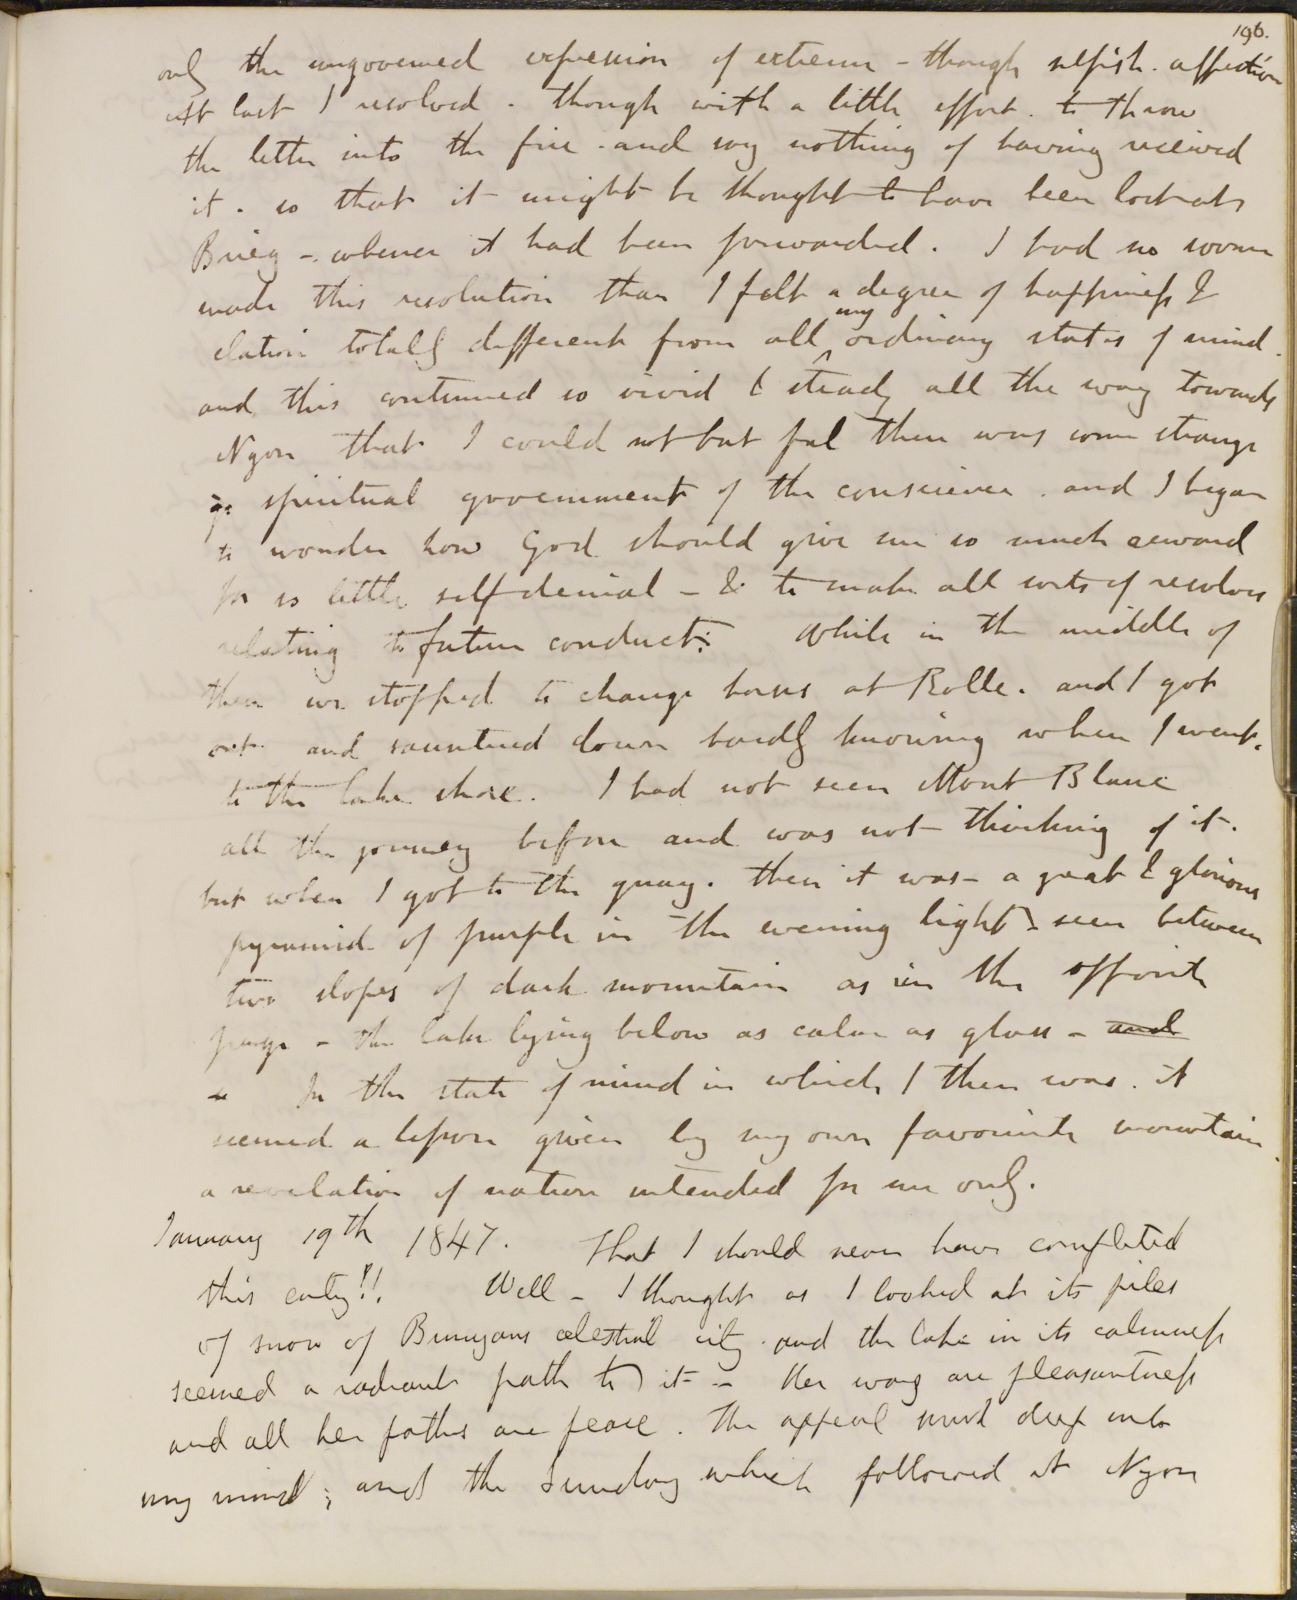 196.
only the ungoverned expression of extreme - though selfish. affection
At last I resolved. though with a little effort. to throw
the letter into the fire. and say nothing of having received
it. so that it might be thought to have been lost at
Brieg - whence it had been forwarded. I had no sooner
made this resolution than I felt a degree of happiness &
elation totally different from all my ordinary states of mind.
and this continued so vivid & steady all the way towards
Nyon that I could not but feel there was some strange
spiritual government of the conscience. and I began
to wonder how God should give me so much reward
for so little self denial - & to make all sorts of resolves
relating to future conduct: While in the middle of
them we stopped to change horses at Rolle. and I got
out and sauntered down hardly knowing where I went.
to the lake shore. I had not seen Mont Blanc
all the journey before and was not thinking of it.
but when I got to the quay. there it was - a great & glorious
pyramid of purple in the evening light, seen between
two slopes of dark mountain as in the opposite
page - the lake lying below as calm as glass - and
- In the state of mind in which I then was. it
seemed a lesson given by my own favourite mountain.
a revelation of nature intended for me only.
January 19th 1847. That I should never have completed
this entry!! Well - I thought as I looked at its piles
of snow of Bunyans celestial city. and the lake in its calmness
seemed a radiant path to it - Her ways are pleasantness
and all her paths are peace. The appeal sunk deep into
my mind; and the Sunday which followed at Nyon